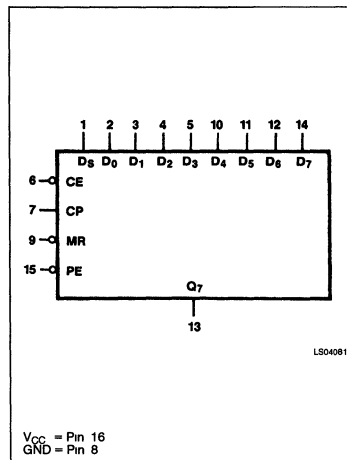 1 2 3 4 5 10 11 12 14
DS D0 D1 D2 D3 D4 D5 D6 D7
6 CE
7 CP
9 MR
15 PE
Q7
13
LS04081
VCC = Pin 16
GND = Pin 8